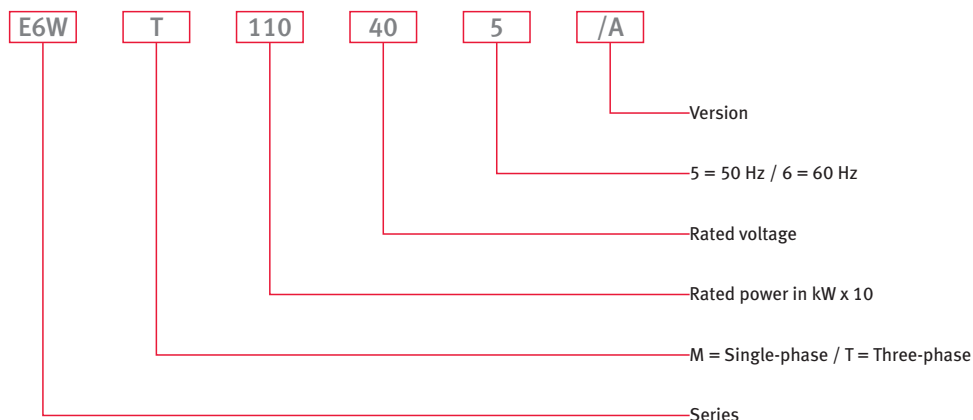 E6W T 110 40 5 /A
Version
5 = 50 Hz / 6 = 60 Hz
Rated voltage
Rated power in kW x 10
M = Single-phase / T = Three-phase
Series